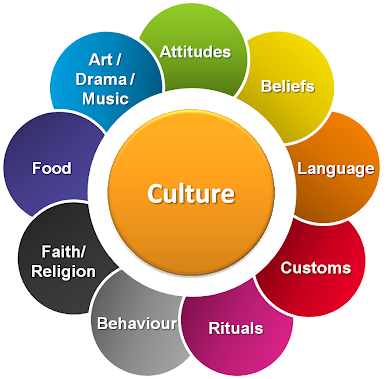 Culture
Attitudes
Beliefs
Language
Customs
Rituals
Behaviour
Faith/
Religion
Food
Art /
Drama /
Music